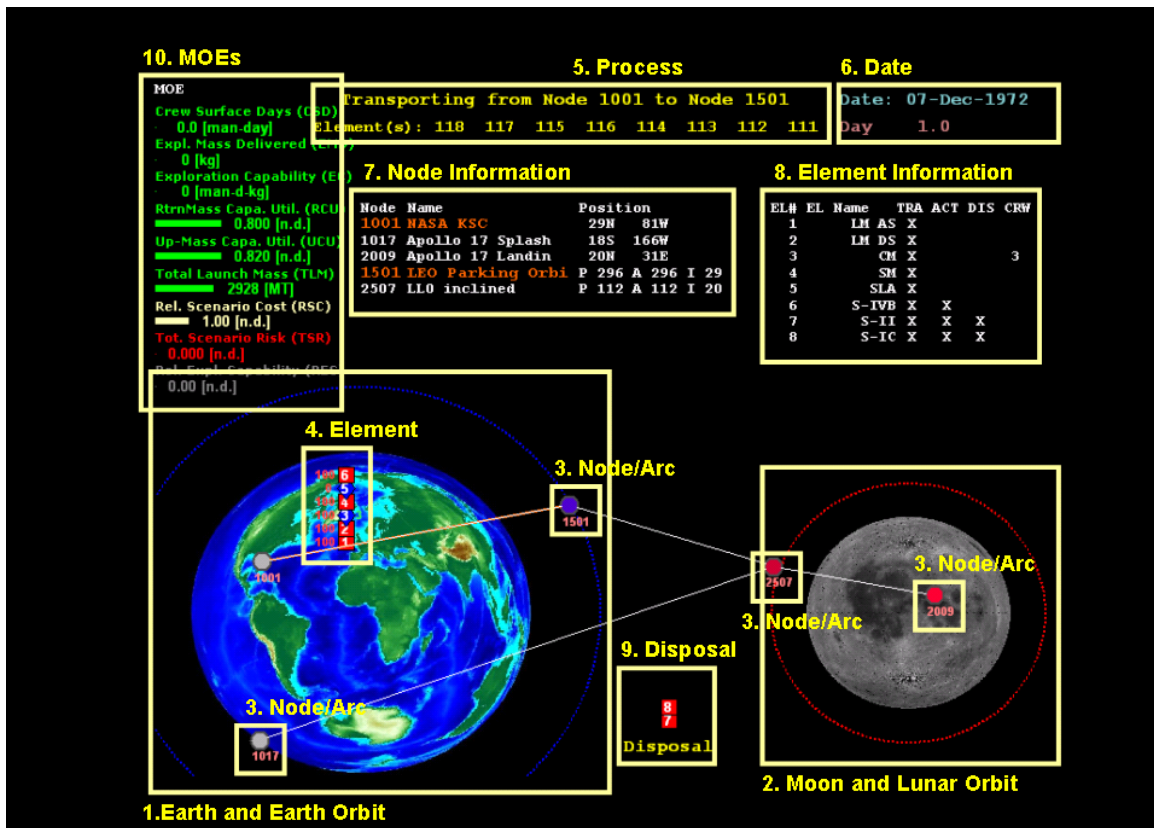 10. MOEs
5. Process
6. Date
MOE
Crew Surface Days (CSD)
0.0 [man-day]
Expl. Mass Delivered
0 [kg]
Exploration Capability
0 [man-d-kg]
RtrnMass Capa. Util. (RCU)
0.800 [n.d.]
Up-Mass Capa. Util. (UCU)
0.820 [n.d.]
Total Launch Mass (TLM)
2928 [MT]
Rel. Scenario Cost (RSC)
1.00 [n.d.]
Tot. Scenario Risk (TSR)
0.000 [n.d.]
Rel. Expl. Capability
0.00 [n.d.]
Transporting from Node 1001 to Node 1501
Element(s): 118 117 115 116 114 113 112 111
Date: 07-Dec-1972
Day 1.0
7. Node Information
Node Name Position
1001 NASA KSC 29N 81W
1017 Apollo 17 Splash 18S 166W
2009 Apollo 17 Landin 20N 31E
1501 LEO Parking Orbi P 296 A 296 I 29
2507 LLO inclined P 112 A 112 I 20
8. Element Information
EL# EL Name TRA ACT DIS CRW
1 LM AS X
2 LM DS X
3 CM X 3
4 SM X
5 SLA X
6 S-IVB X X
7 S-II X X X
8 S-IC X X X
4. Element
6
5
4
3
2
100 1
3. Node/Arc
1501
1001
3. Node/Arc
2507
3. Node/Arc
2009
3. Node/Arc
1017
9. Disposal
8
7
Disposal
1.Earth and Earth Orbit
2. Moon and Lunar Orbit